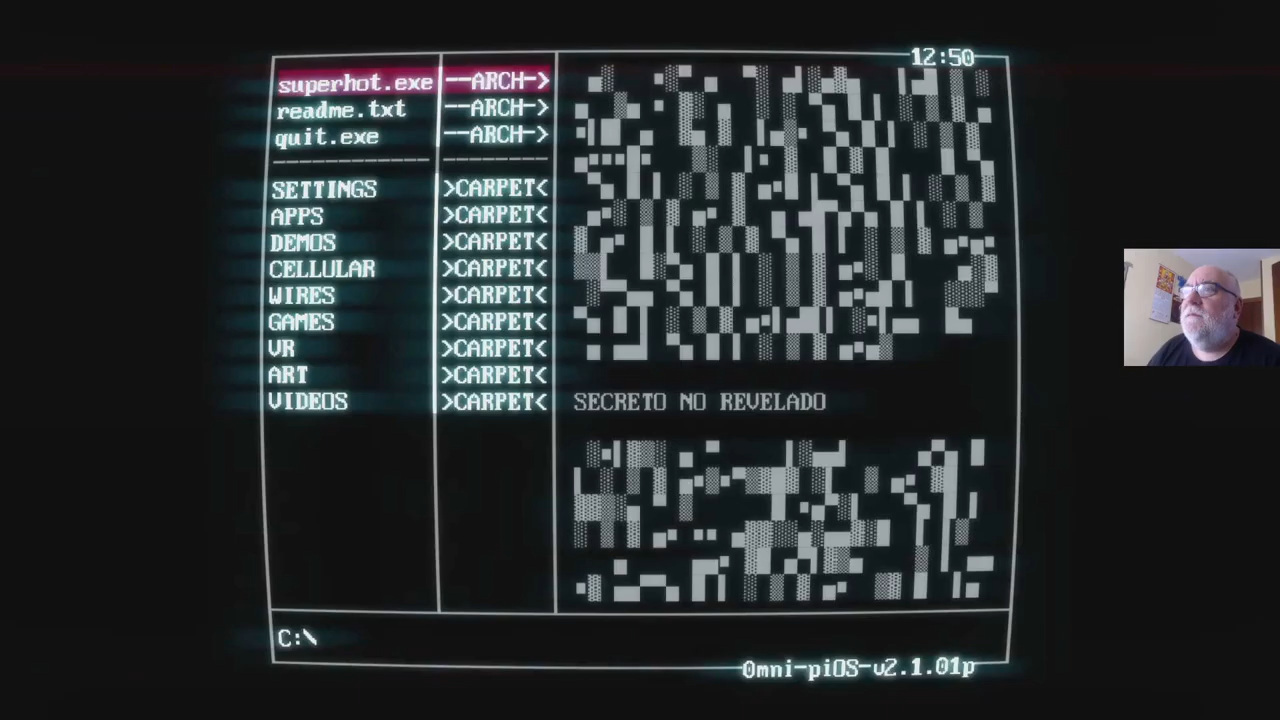 12:50
superhot.exe --ARCH->
readme.txt --ARCH->
quit.exe --ARCH->
SETTINGS >CARPET<
APPS >CARPET<
DEMOS >CARPET<
CELLULAR >CARPET<
WIRES >CARPET<
GAMES >CARPET<
VR >CARPET<
ART >CARPET<
VIDEOS >CARPET<
SECRETO NO REVELADO
C:\
Omni-piOS-v2.1.01p